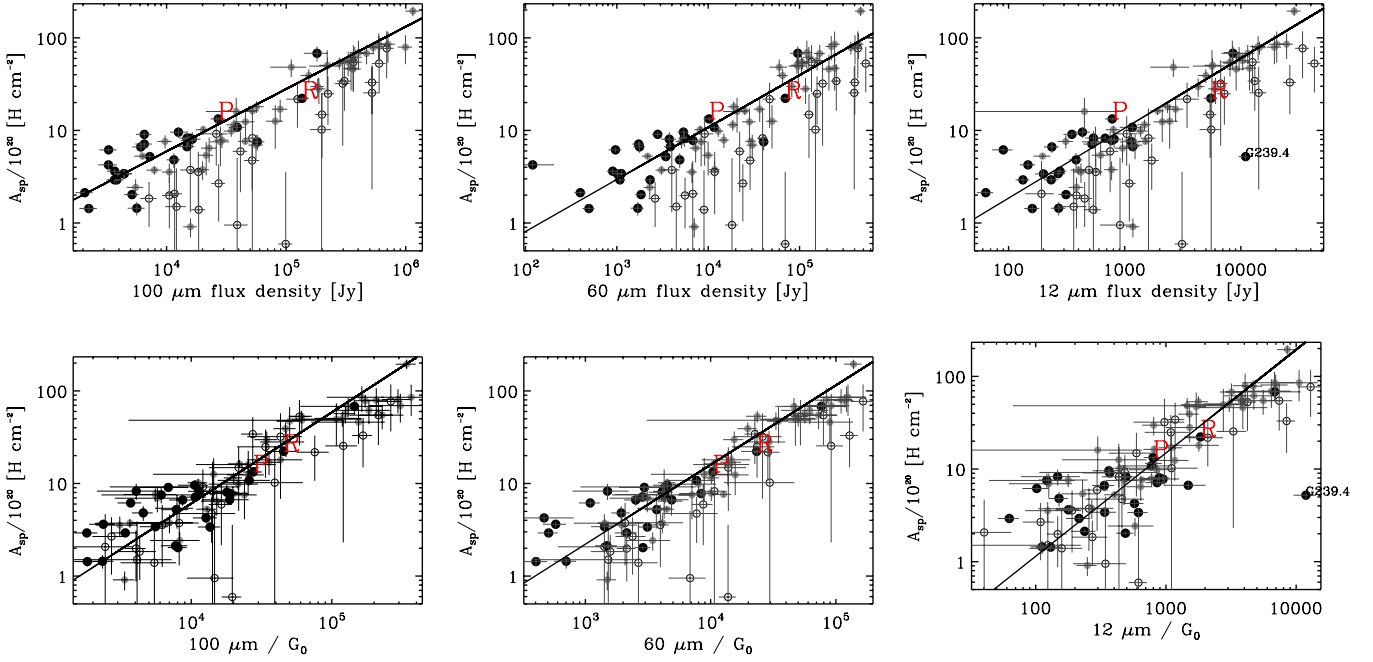 A_sp/10^20 [H cm^-2]
100
10
1
P
R
10^4
10^5
10^6
100 μm flux density [Jy]
A_sp/10^20 [H cm^-2]
100
10
1
P
R
10^2
10^3
10^4
10^5
60 μm flux density [Jy]
A_sp/10^20 [H cm^-2]
100
10
1
P
R
G239.4
100
1000
10000
12 μm flux density [Jy]
A_sp/10^20 [H cm^-2]
100
10
1
P
R
10^4
10^5
100 μm / G_0
A_sp/10^20 [H cm^-2]
100
10
1
P
R
10^3
10^4
10^5
60 μm / G_0
A_sp/10^20 [H cm^-2]
100
10
1
P
R
G239.4
100
1000
10000
12 μm / G_0